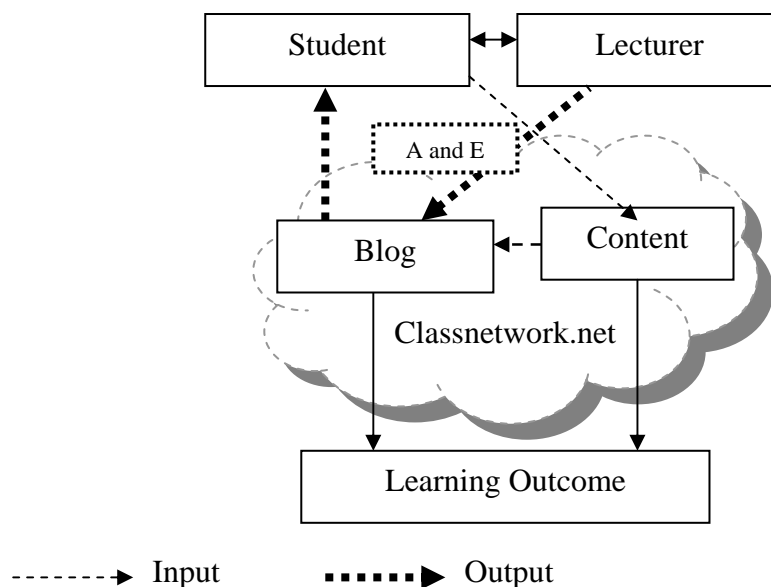 Student
Lecturer
A and E
Blog
Content
Classnetwork.net
Learning Outcome
Input
Output